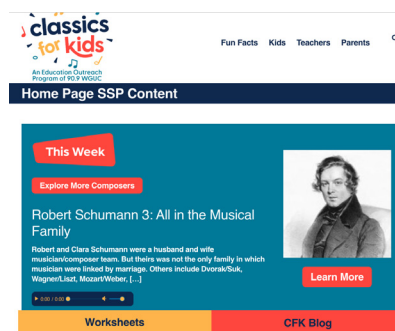 classics
for kids
An Education Outreach
Program of 90.9 WGUC
Fun Facts Kids Teachers Parents
Home Page SSP Content
This Week
Explore More Composers
Robert Schumann 3: All in the Musical
Family
Robert and Clara Schumann were a husband and wife
musician/composer team. But theirs was not the only family in which
musician were linked by marriage. Others include Dvorak/Suk,
Wagner/Liszt, Mozart/Weber, […]
Learn More
0:00 / 0:00
Worksheets
CFK Blog